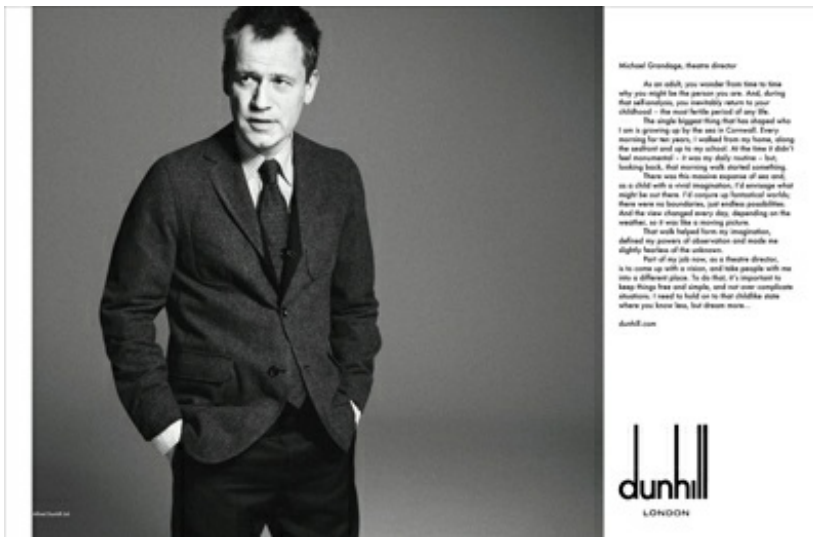 Michael Grandage, theatre director
As an adult, you wonder from time to time
why you might be the person you are. And, during
that self-analysis, you inevitably return to your
childhood – the most fertile period of any life.
The single biggest thing that has shaped who
I am is growing up by the sea in Cornwall. Every
morning for ten years, I walked from my home, along
the seafront and up to my school. At the time it didn't
feel monumental – it was my daily routine – but,
looking back, that morning walk started something.
There was this massive expanse of sea and,
as a child with a vivid imagination, I'd envisage what
might be out there. I'd conjure up fantastical worlds;
there were no boundaries, just endless possibilities.
And the view changed every day, depending on the
weather, so it was like a moving picture.
That walk helped form my imagination,
defined my powers of observation and made me
slightly fearless of the unknown.
Part of my job now, as a theatre director,
is to come up with a vision, and take people with me
into a different place. To do that, it's important to
keep things free and simple, and not over complicate
situations. I need to hold on to that childlike state
where you know less, but dream more...
dunhill.com
dunhill
LONDON